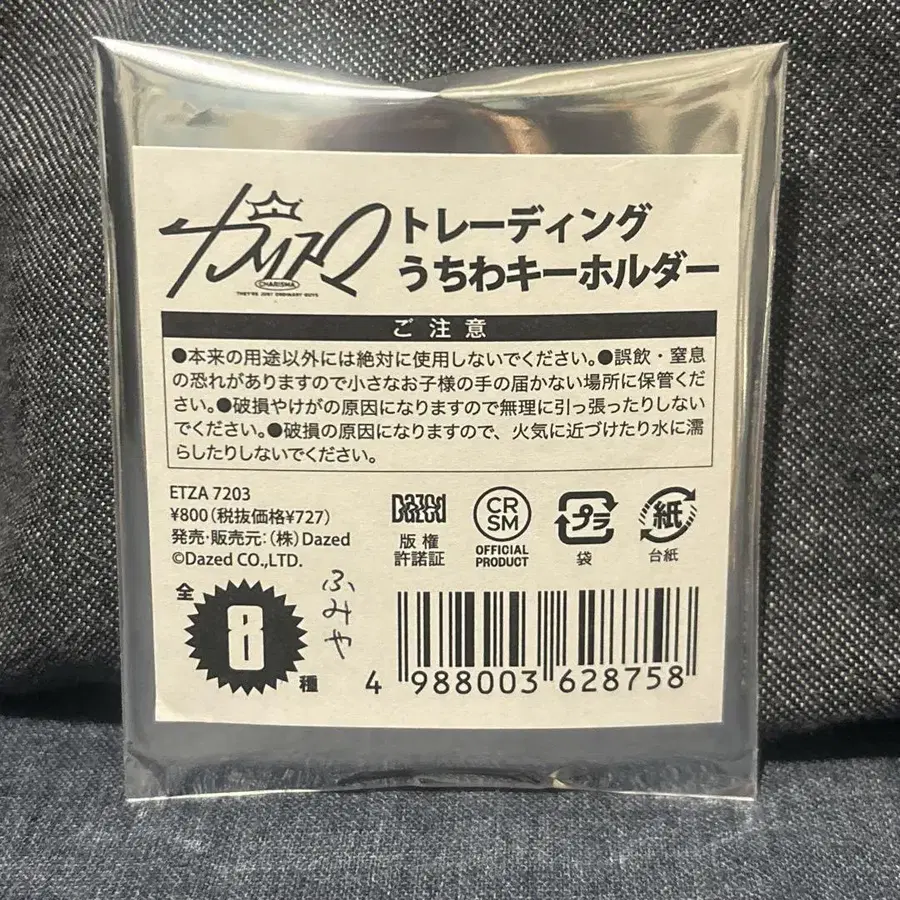 カリスマ
CHARISMA
THEY'RE JUST ORDINARY GUYS
トレーディング
うちわキーホルダー
ご注意
●本来の用途以外には絶対に使用しないでください。●誤飲・窒息
の恐れがありますので小さなお子様の手の届かない場所に保管くだ
さい。●破損やけがの原因になりますので無理に引っ張ったりしない
でください。●破損の原因になりますので、火気に近づけたり水に濡
らしたりしないでください。
ETZA 7203
¥800(税抜価格¥727)
発売・販売元:(株)Dazed
©Dazed CO.,LTD.
Dazed
版権
許諾証
CR
SM
OFFICIAL
PRODUCT
プラ
袋
紙
台紙
全
8
種
ふみや
4 988003 628758